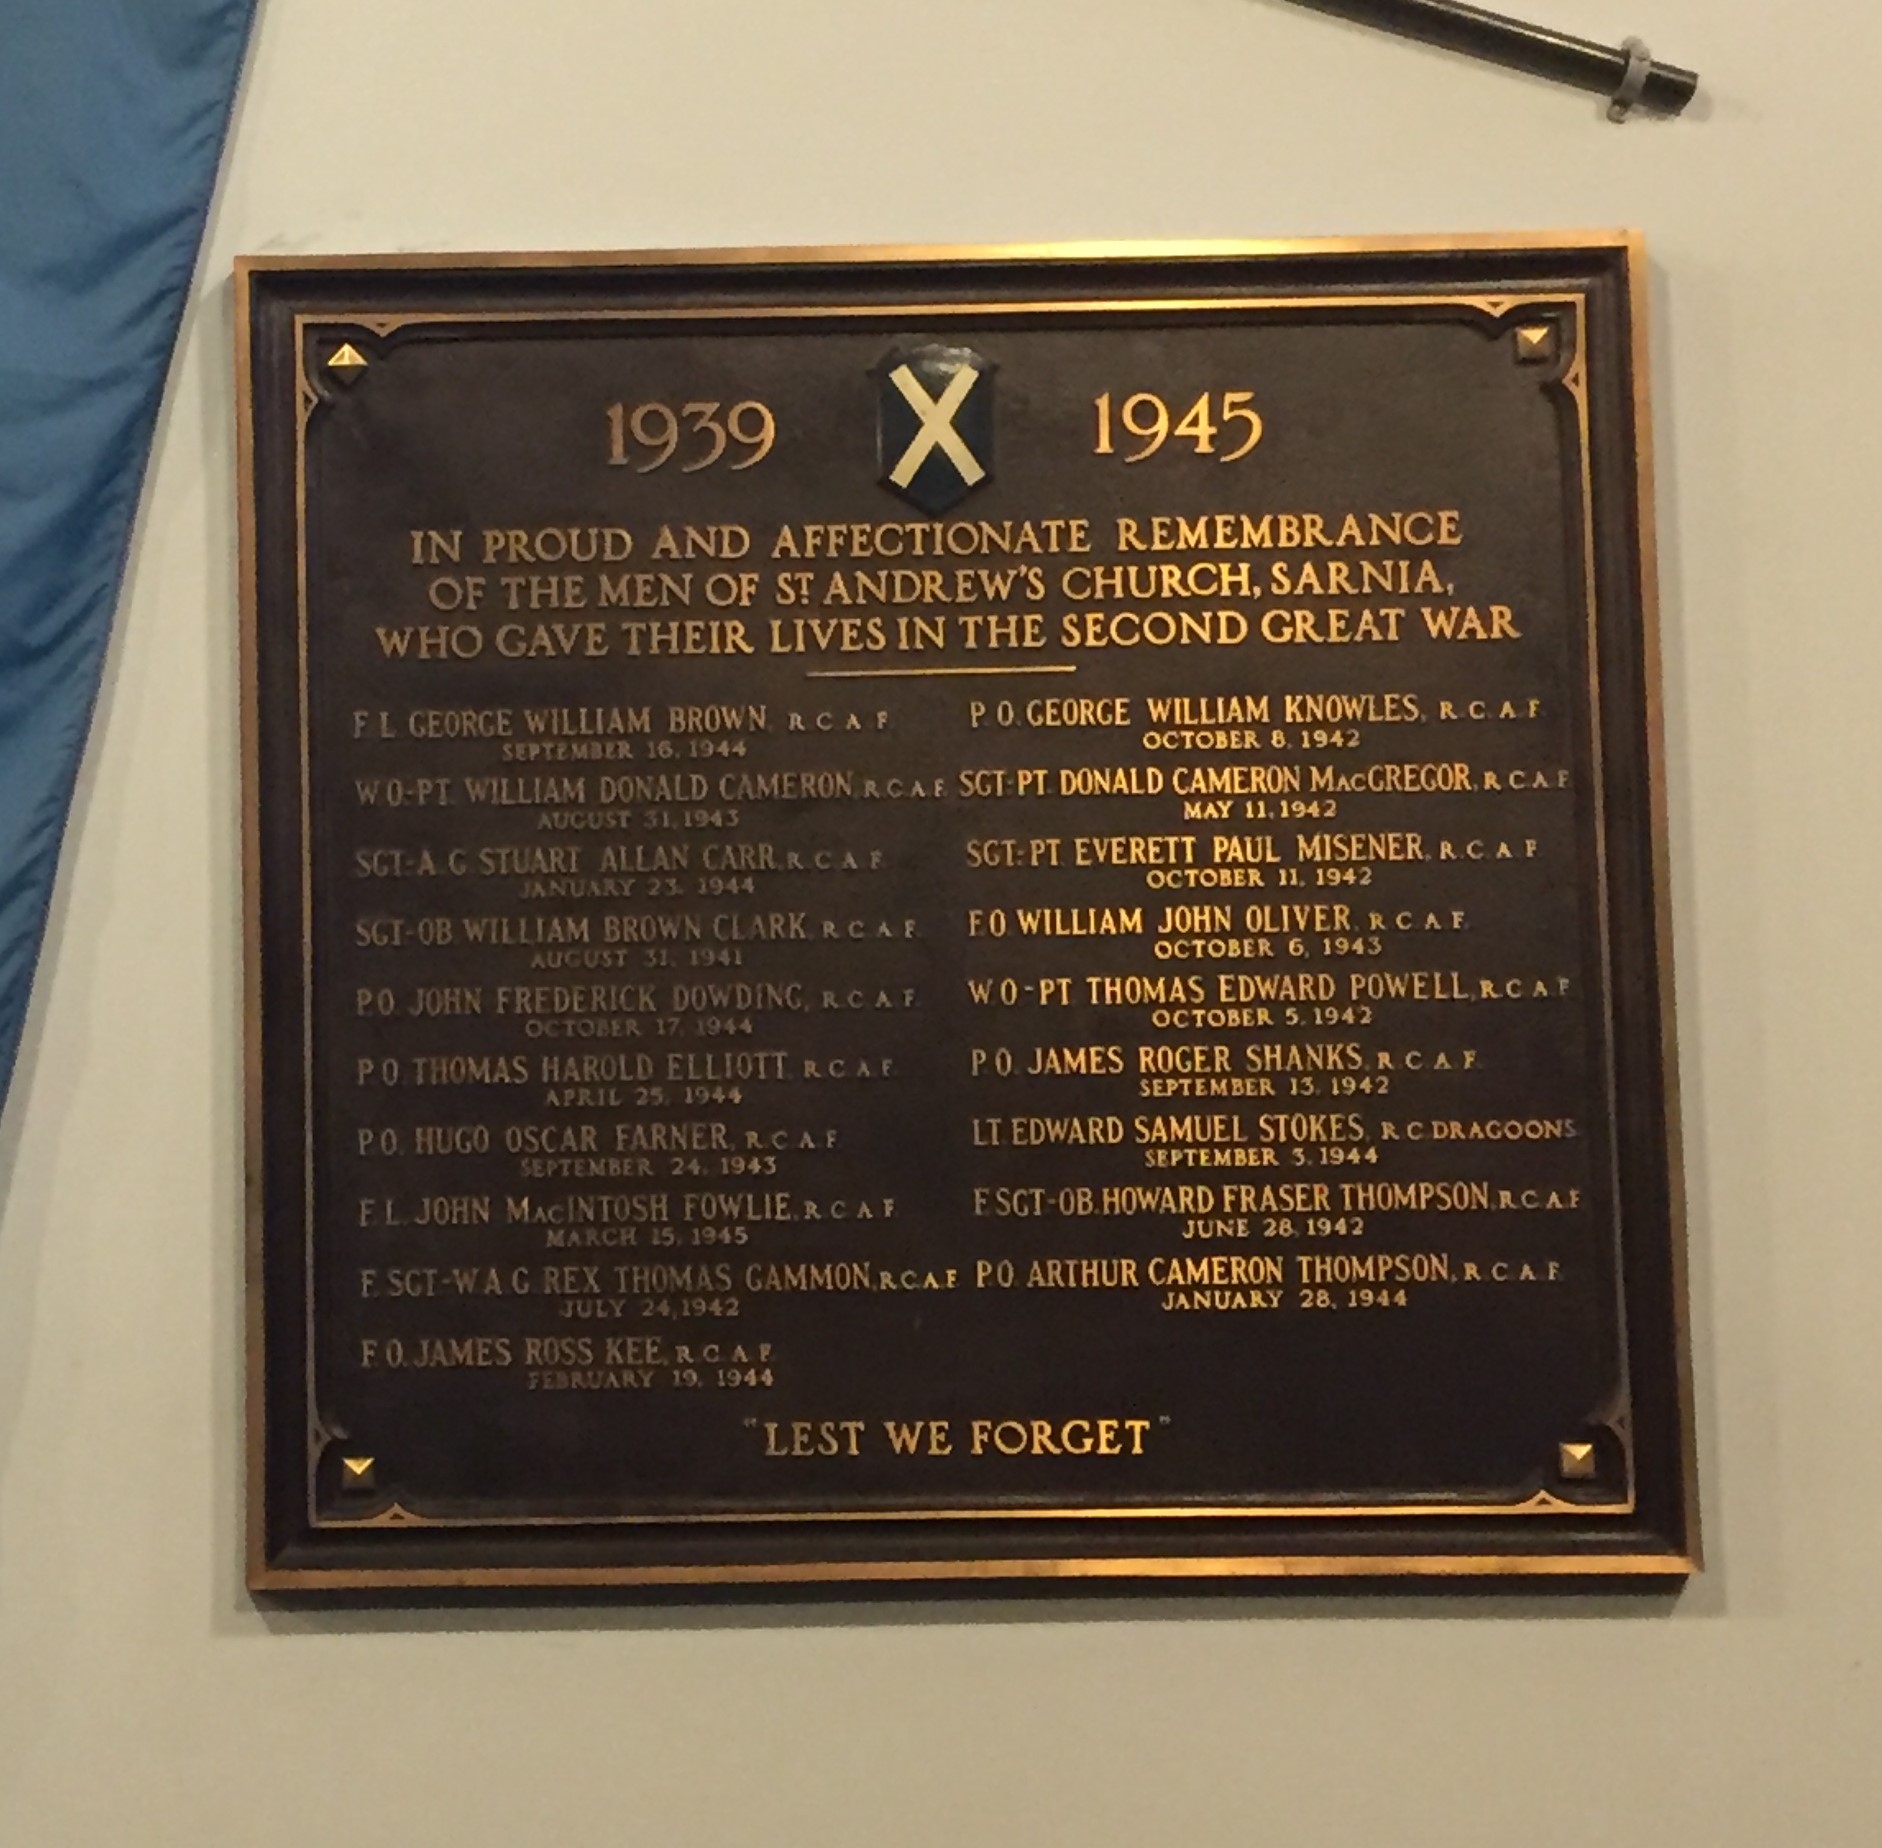 1939 1945
IN PROUD AND AFFECTIONATE REMEMBRANCE
OF THE MEN OF ST. ANDREW'S CHURCH, SARNIA,
WHO GAVE THEIR LIVES IN THE SECOND GREAT WAR
F. L. GEORGE WILLIAM BROWN, R.C.A.F.
SEPTEMBER 16, 1944
W.O.-PT. WILLIAM DONALD CAMERON, R.C.A.F.
AUGUST 31, 1943
SGT.-A.G. STUART ALLAN CARR, R.C.A.F.
JANUARY 23, 1944
SGT-OB. WILLIAM BROWN CLARK, R.C.A.F.
AUGUST 31, 1941
P.O. JOHN FREDERICK DOWDING, R.C.A.F.
OCTOBER 17, 1944
P.O. THOMAS HAROLD ELLIOTT, R.C.A.F.
APRIL 25, 1944
P.O. HUGO OSCAR FARNER, R.C.A.F.
SEPTEMBER 24, 1943
F. L. JOHN MACINTOSH FOWLIE, R.C.A.F.
MARCH 15, 1945
F. SGT-W.A.G. REX THOMAS GAMMON, R.C.A.F.
JULY 24, 1942
F.O. JAMES ROSS KEE, R.C.A.F.
FEBRUARY 19, 1944
P.O. GEORGE WILLIAM KNOWLES, R.C.A.F.
OCTOBER 8, 1942
SGT-PT. DONALD CAMERON MACGREGOR, R.C.A.F.
MAY 11, 1942
SGT-PT. EVERETT PAUL MISENER, R.C.A.F.
OCTOBER 11, 1942
F.O. WILLIAM JOHN OLIVER, R.C.A.F.
OCTOBER 6, 1943
W.O-PT. THOMAS EDWARD POWELL, R.C.A.F.
OCTOBER 5, 1942
P.O. JAMES ROGER SHANKS, R.C.A.F.
SEPTEMBER 13, 1942
LT. EDWARD SAMUEL STOKES, R.C. DRAGOONS
SEPTEMBER 3, 1944
F. SGT-OB. HOWARD FRASER THOMPSON, R.C.A.F.
JUNE 28, 1942
P.O. ARTHUR CAMERON THOMPSON, R.C.A.F.
JANUARY 28, 1944
"LEST WE FORGET"